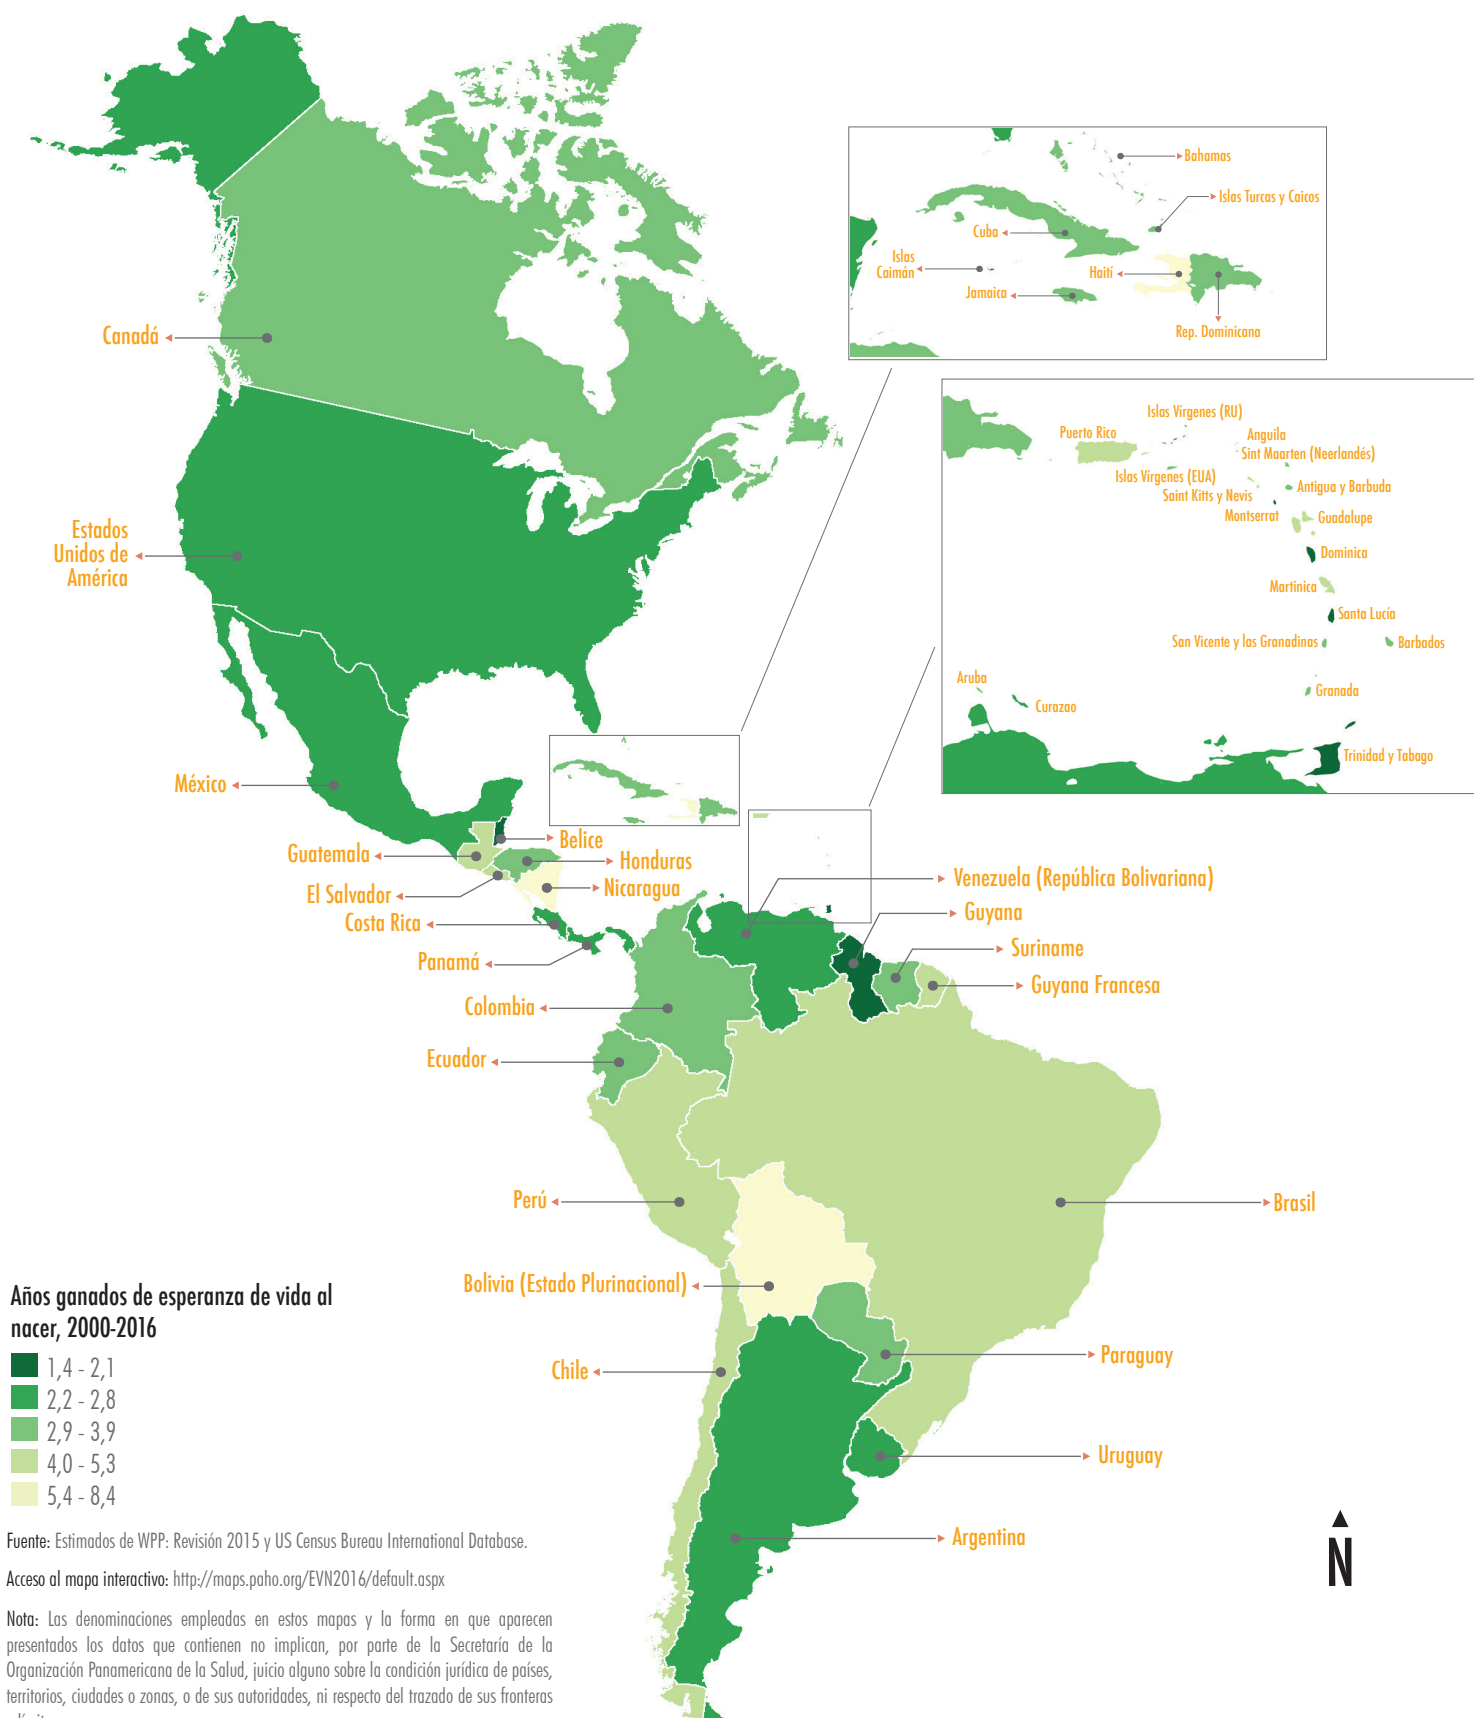 Bahamas
Islas Turcas y Caicos
Cuba
Islas
Caimán
Haití
Jamaica
Rep. Dominicana
Canadá
Islas Vírgenes (RU)
Puerto Rico
Anguila
Sint Maarten (Neerlandés)
Islas Vírgenes (EUA)
Saint Kitts y Nevis
Antigua y Barbuda
Montserrat
Guadalupe
Dominica
Martinica
Santa Lucía
San Vicente y las Granadinas
Barbados
Aruba
Granada
Curazao
Trinidad y Tabago
Estados
Unidos de
América
México
Belice
Guatemala
Honduras
El Salvador
Nicaragua
Costa Rica
Panamá
Venezuela (República Bolivariana)
Guyana
Suriname
Guyana Francesa
Colombia
Ecuador
Perú
Brasil
Bolivia (Estado Plurinacional)
Paraguay
Chile
Uruguay
Argentina
Años ganados de esperanza de vida al
nacer, 2000-2016
1,4 - 2,1
2,2 - 2,8
2,9 - 3,9
4,0 - 5,3
5,4 - 8,4
N
Fuente: Estimados de WPP: Revisión 2015 y US Census Bureau International Database.
Acceso al mapa interactivo: http://maps.paho.org/EVN2016/default.aspx
Nota: Las denominaciones empleadas en estos mapas y la forma en que aparecen
presentados los datos que contienen no implican, por parte de la Secretaría de la
Organización Panamericana de la Salud, juicio alguno sobre la condición jurídica de países,
territorios, ciudades o zonas, o de sus autoridades, ni respecto del trazado de sus fronteras